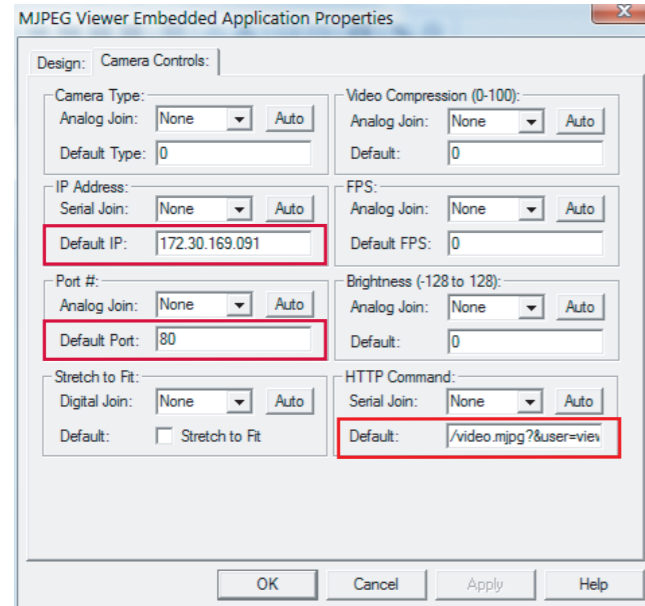 MJPEG Viewer Embedded Application Properties
Design: Camera Controls:
Camera Type:
Analog Join: None Auto
Default Type: 0
Video Compression (0-100):
Analog Join: None Auto
Default: 0
IP Address:
Serial Join: None Auto
Default IP: 172.30.169.091
FPS:
Analog Join: None Auto
Default FPS: 0
Port #:
Analog Join: None Auto
Default Port: 80
Brightness (-128 to 128):
Analog Join: None Auto
Default: 0
Stretch to Fit:
Digital Join: None Auto
Default: Stretch to Fit
HTTP Command:
Serial Join: None Auto
Default: /video.mjpg?&user=view
OK Cancel Apply Help